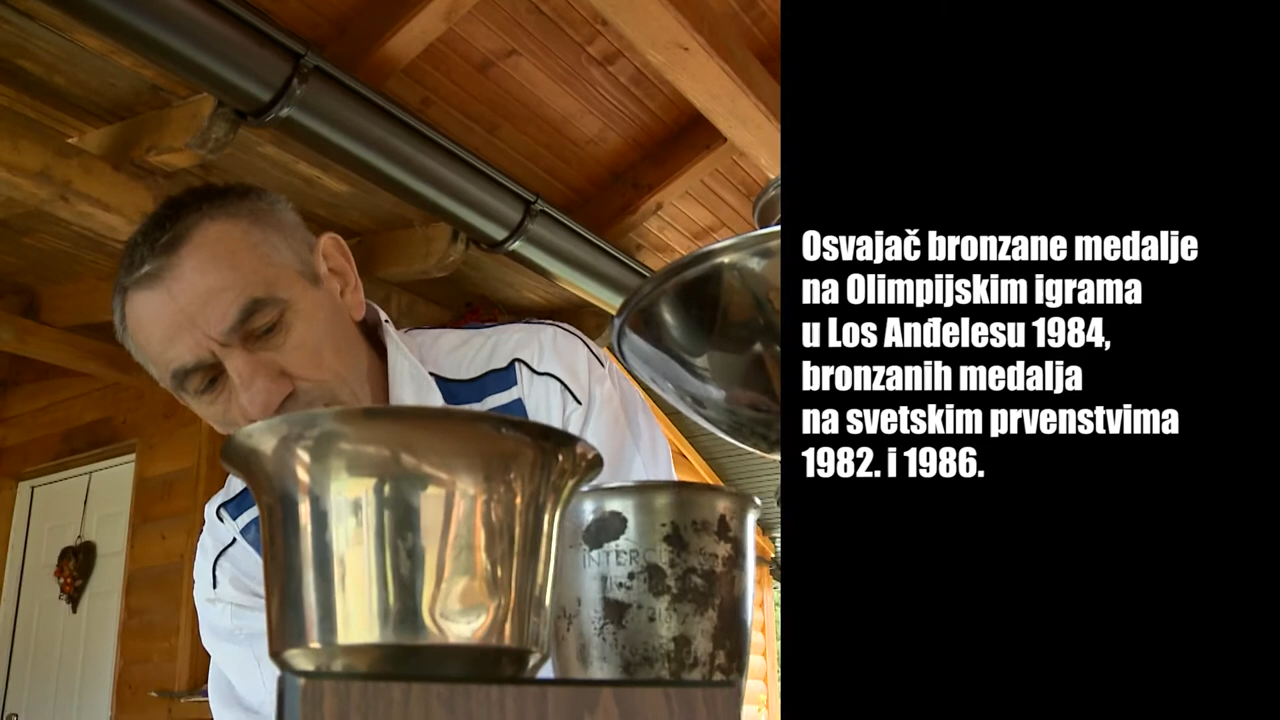 Osvajač bronzane medalje
na Olimpijskim igrama
u Los Anđelesu 1984,
bronzanih medalja
na svetskim prvenstvima
1982. i 1986.